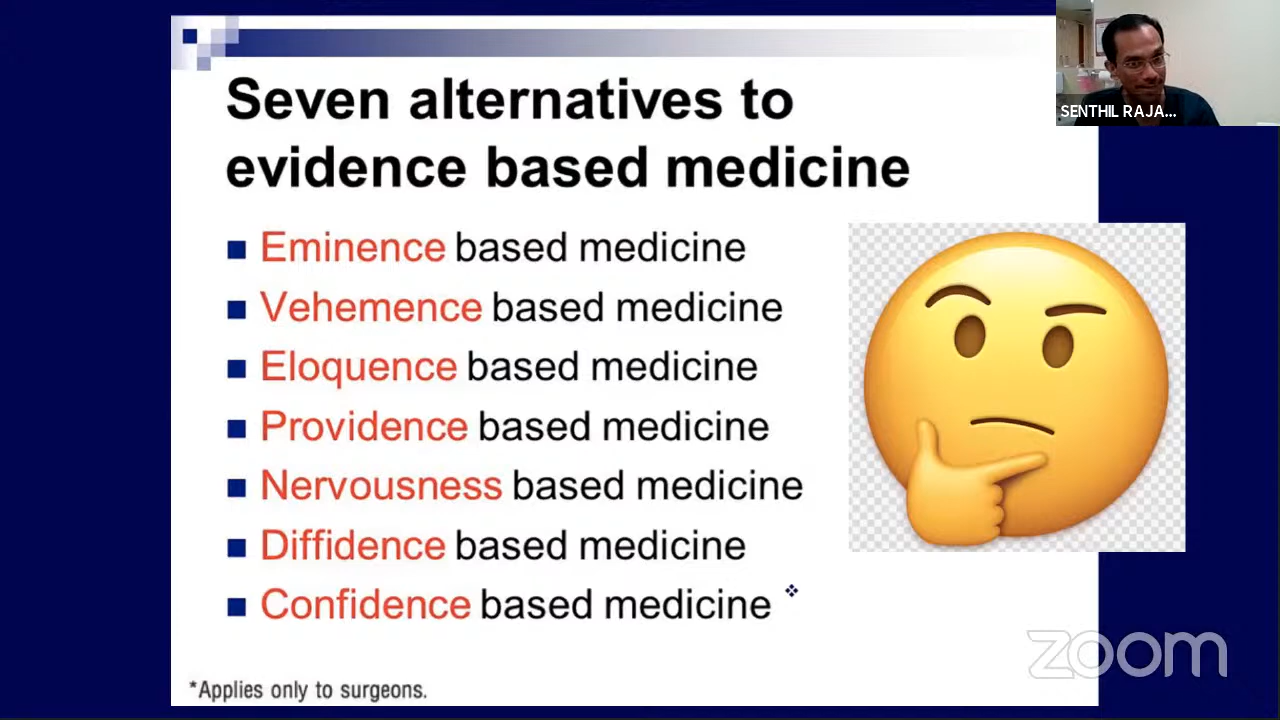 Seven alternatives to
evidence based medicine
Eminence based medicine
Vehemence based medicine
Eloquence based medicine
Providence based medicine
Nervousness based medicine
Diffidence based medicine
Confidence based medicine
*Applies only to surgeons.
SENTHIL RAJA...
zoom